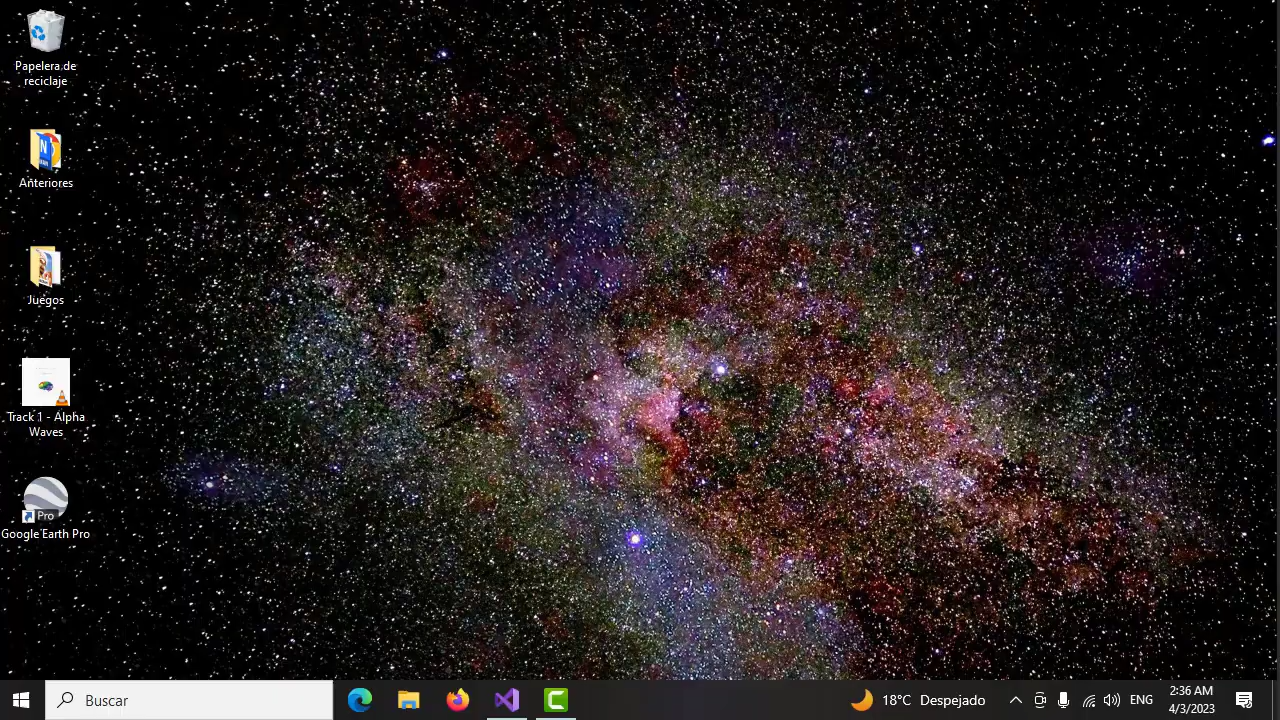 Papelera de
reciclaje
Anteriores
Juegos
Track 1 - Alpha
Waves
Pro
Google Earth Pro
Buscar
18°C Despejado
ENG
2:36 AM
4/3/2023